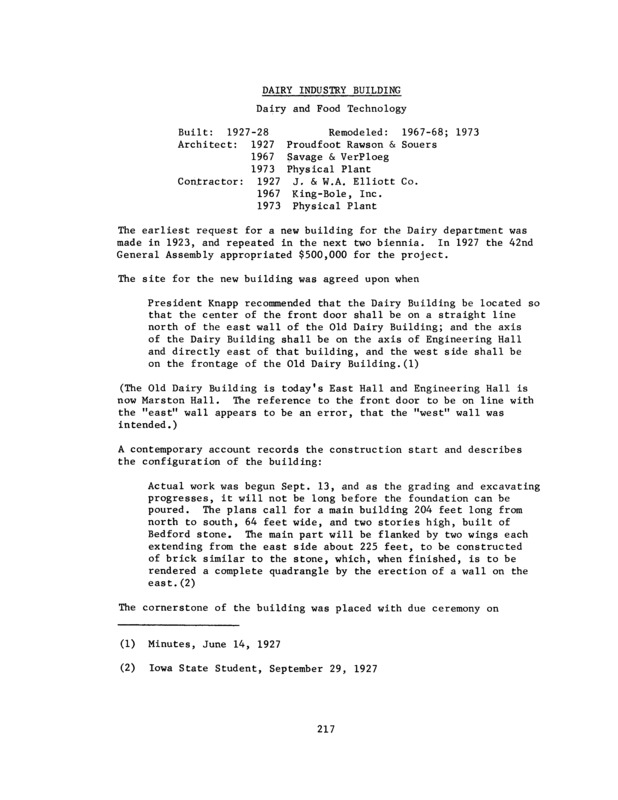 DAIRY INDUSTRY BUILDING
Dairy and Food Technology
Built: 1927-28 Remodeled: 1967-68; 1973
Architect: 1927 Proudfoot Rawson & Souers
1967 Savage & VerPloeg
1973 Physical Plant
Contractor: 1927 J. & W.A. Elliott Co.
1967 King-Bole, Inc.
1973 Physical Plant
The earliest request for a new building for the Dairy department was
made in 1923, and repeated in the next two biennia. In 1927 the 42nd
General Assembly appropriated $500,000 for the project.
The site for the new building was agreed upon when
President Knapp recommended that the Dairy Building be located so
that the center of the front door shall be on a straight line
north of the east wall of the Old Dairy Building; and the axis
of the Dairy Building shall be on the axis of Engineering Hall
and directly east of that building, and the west side shall be
on the frontage of the Old Dairy Building.(1)
(The Old Dairy Building is today's East Hall and Engineering Hall is
now Marston Hall. The reference to the front door to be on line with
the "east" wall appears to be an error, that the "west" wall was
intended.)
A contemporary account records the construction start and describes
the configuration of the building:
Actual work was begun Sept. 13, and as the grading and excavating
progresses, it will not be long before the foundation can be
poured. The plans call for a main building 204 feet long from
north to south, 64 feet wide, and two stories high, built of
Bedford stone. The main part will be flanked by two wings each
extending from the east side about 225 feet, to be constructed
of brick similar to the stone, which, when finished, is to be
rendered a complete quadrangle by the erection of a wall on the
east.(2)
The cornerstone of the building was placed with due ceremony on
(1) Minutes, June 14, 1927
(2) Iowa State Student, September 29, 1927
217